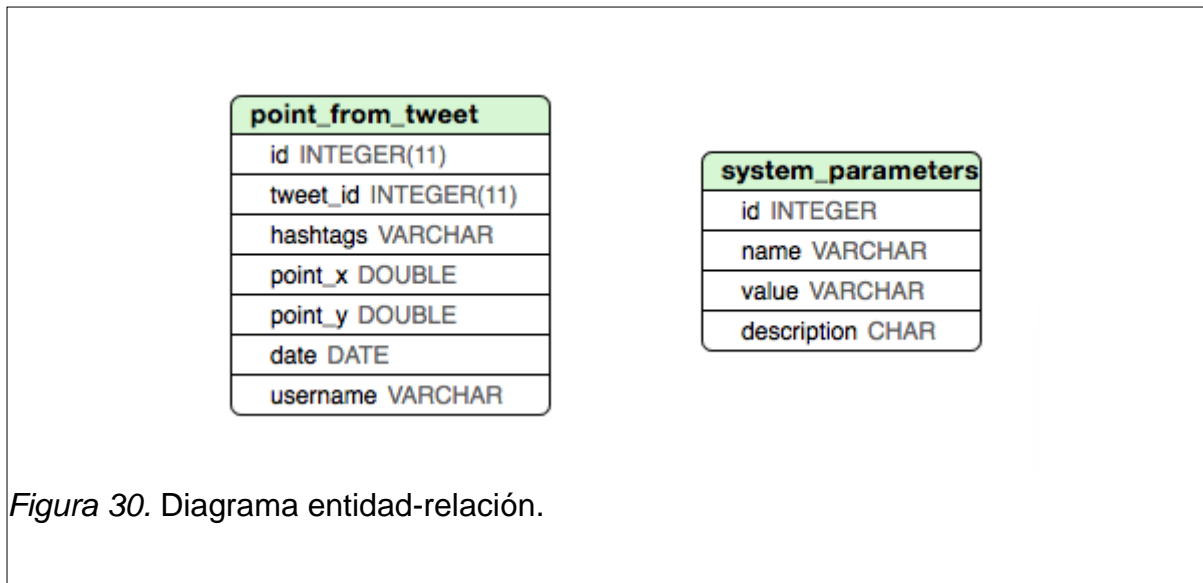 point_from_tweet
id INTEGER(11)
tweet_id INTEGER(11)
hashtags VARCHAR
point_x DOUBLE
point_y DOUBLE
date DATE
username VARCHAR
system_parameters
id INTEGER
name VARCHAR
value VARCHAR
description CHAR
Figura 30. Diagrama entidad-relación.